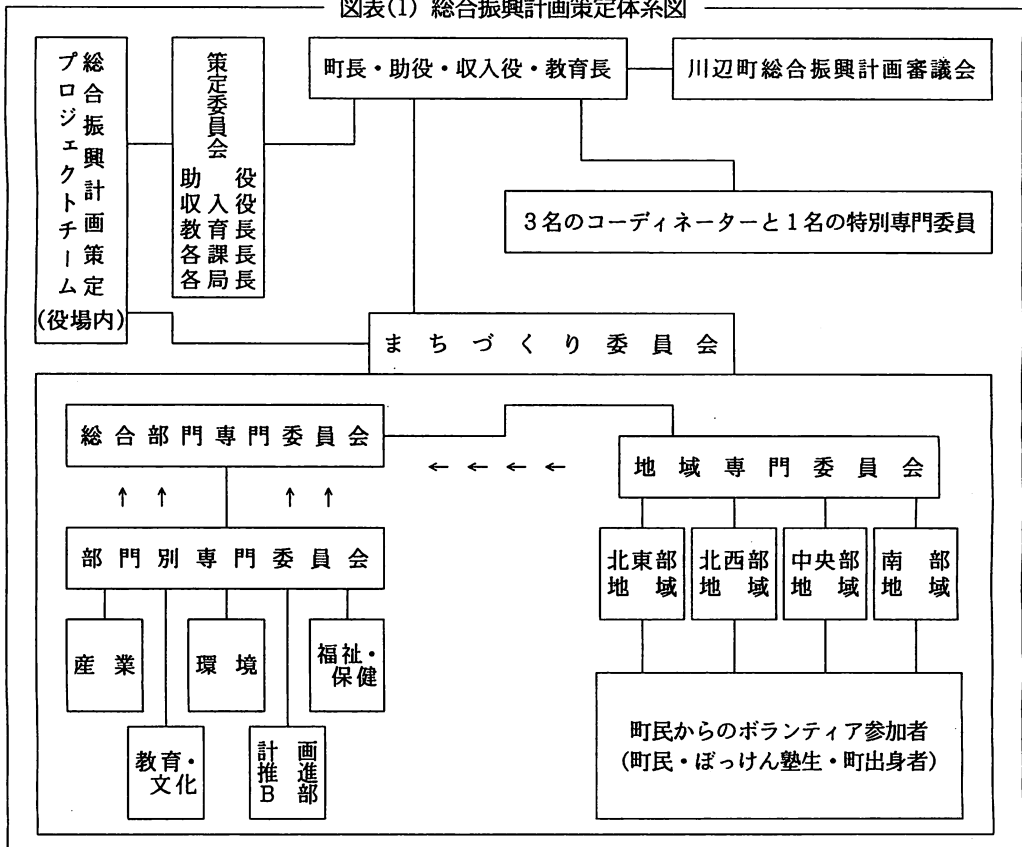 図表(1) 総合振興計画策定体系図
総合振興計画策定
プロジェクトチーム
(役場内)
策定委員会
助役
収入役
教育長
各課長
各局長
町長・助役・収入役・教育長
川辺町総合振興計画審議会
3名のコーディネーターと1名の特別専門委員
まちづくり委員会
総合部門専門委員会
← ← ← ←
地域専門委員会
↑ ↑ ↑ ↑
部門別専門委員会
北東部
地域
北西部
地域
中央部
地域
南部
地域
産業
環境
福祉・
保健
教育・
文化
計画
推進
B部
町民からのボランティア参加者
(町民・ぼっけん塾生・町出身者)